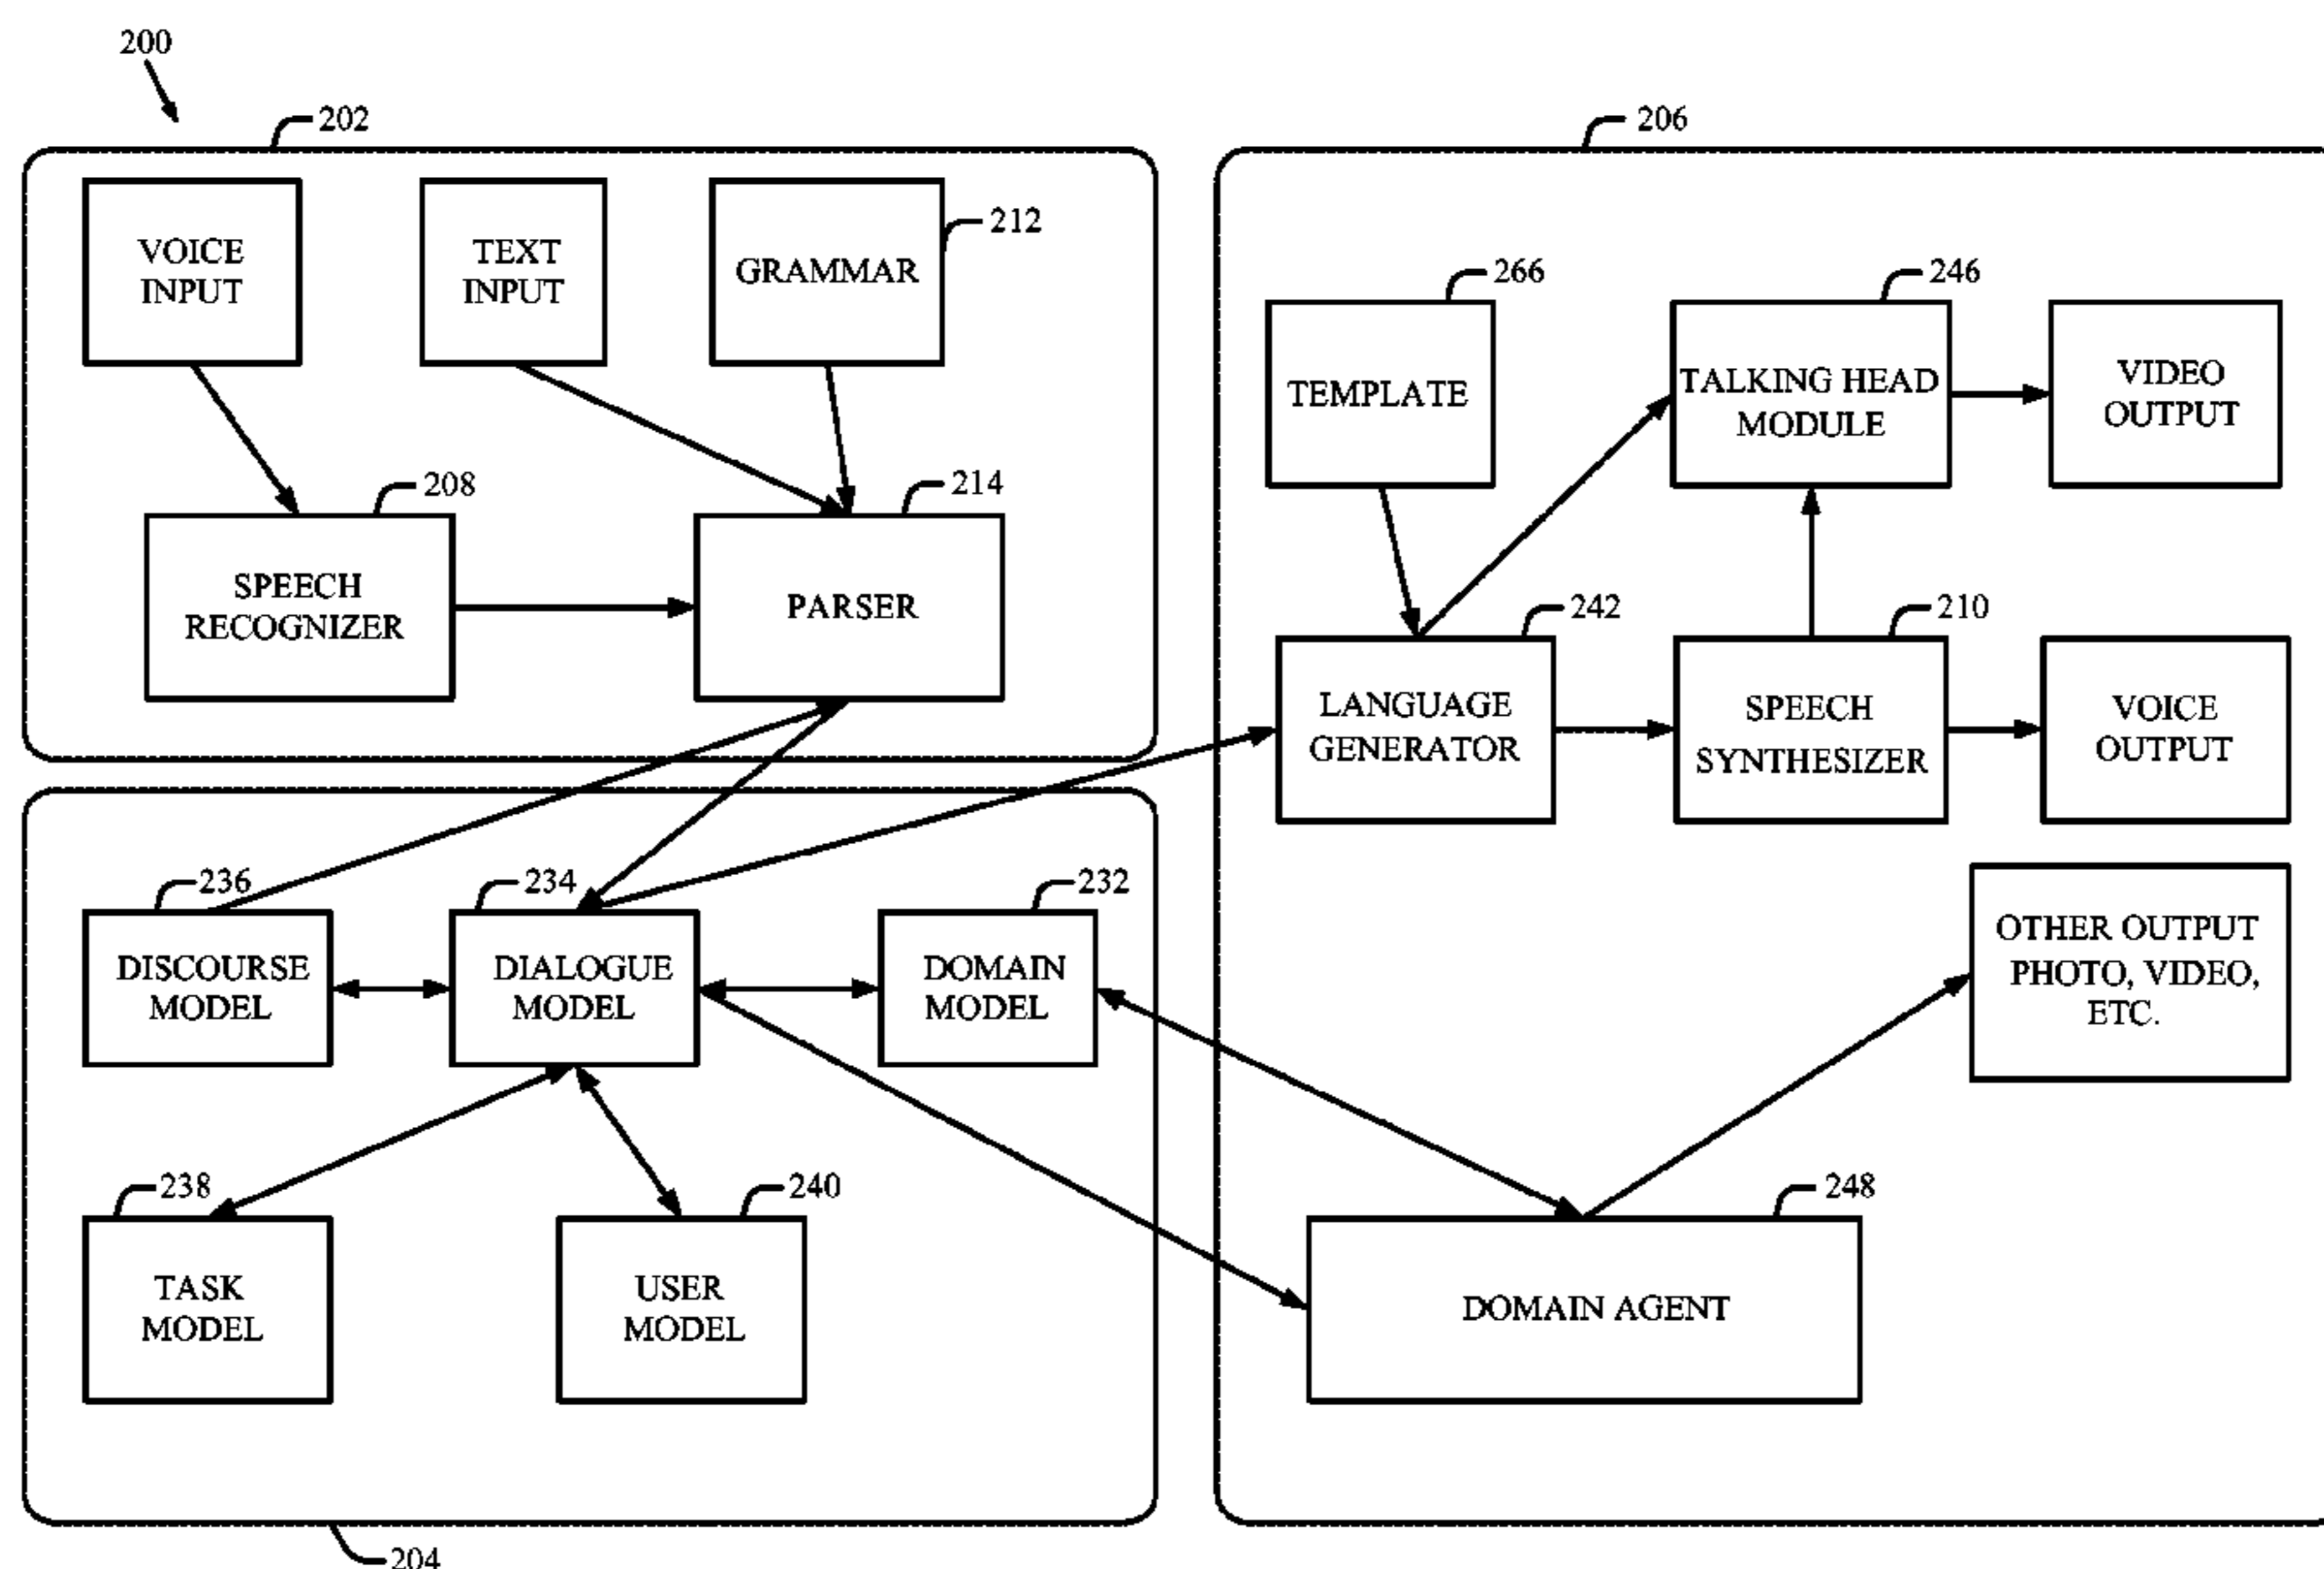 200
202
206
VOICE
INPUT
TEXT
INPUT
GRAMMAR
212
266
246
TEMPLATE
TALKING HEAD
MODULE
VIDEO
OUTPUT
208
214
SPEECH
RECOGNIZER
PARSER
242
210
LANGUAGE
GENERATOR
SPEECH
SYNTHESIZER
VOICE
OUTPUT
236
234
232
DISCOURSE
MODEL
DIALOGUE
MODEL
DOMAIN
MODEL
OTHER OUTPUT
PHOTO, VIDEO,
ETC.
238
240
248
TASK
MODEL
USER
MODEL
DOMAIN AGENT
204